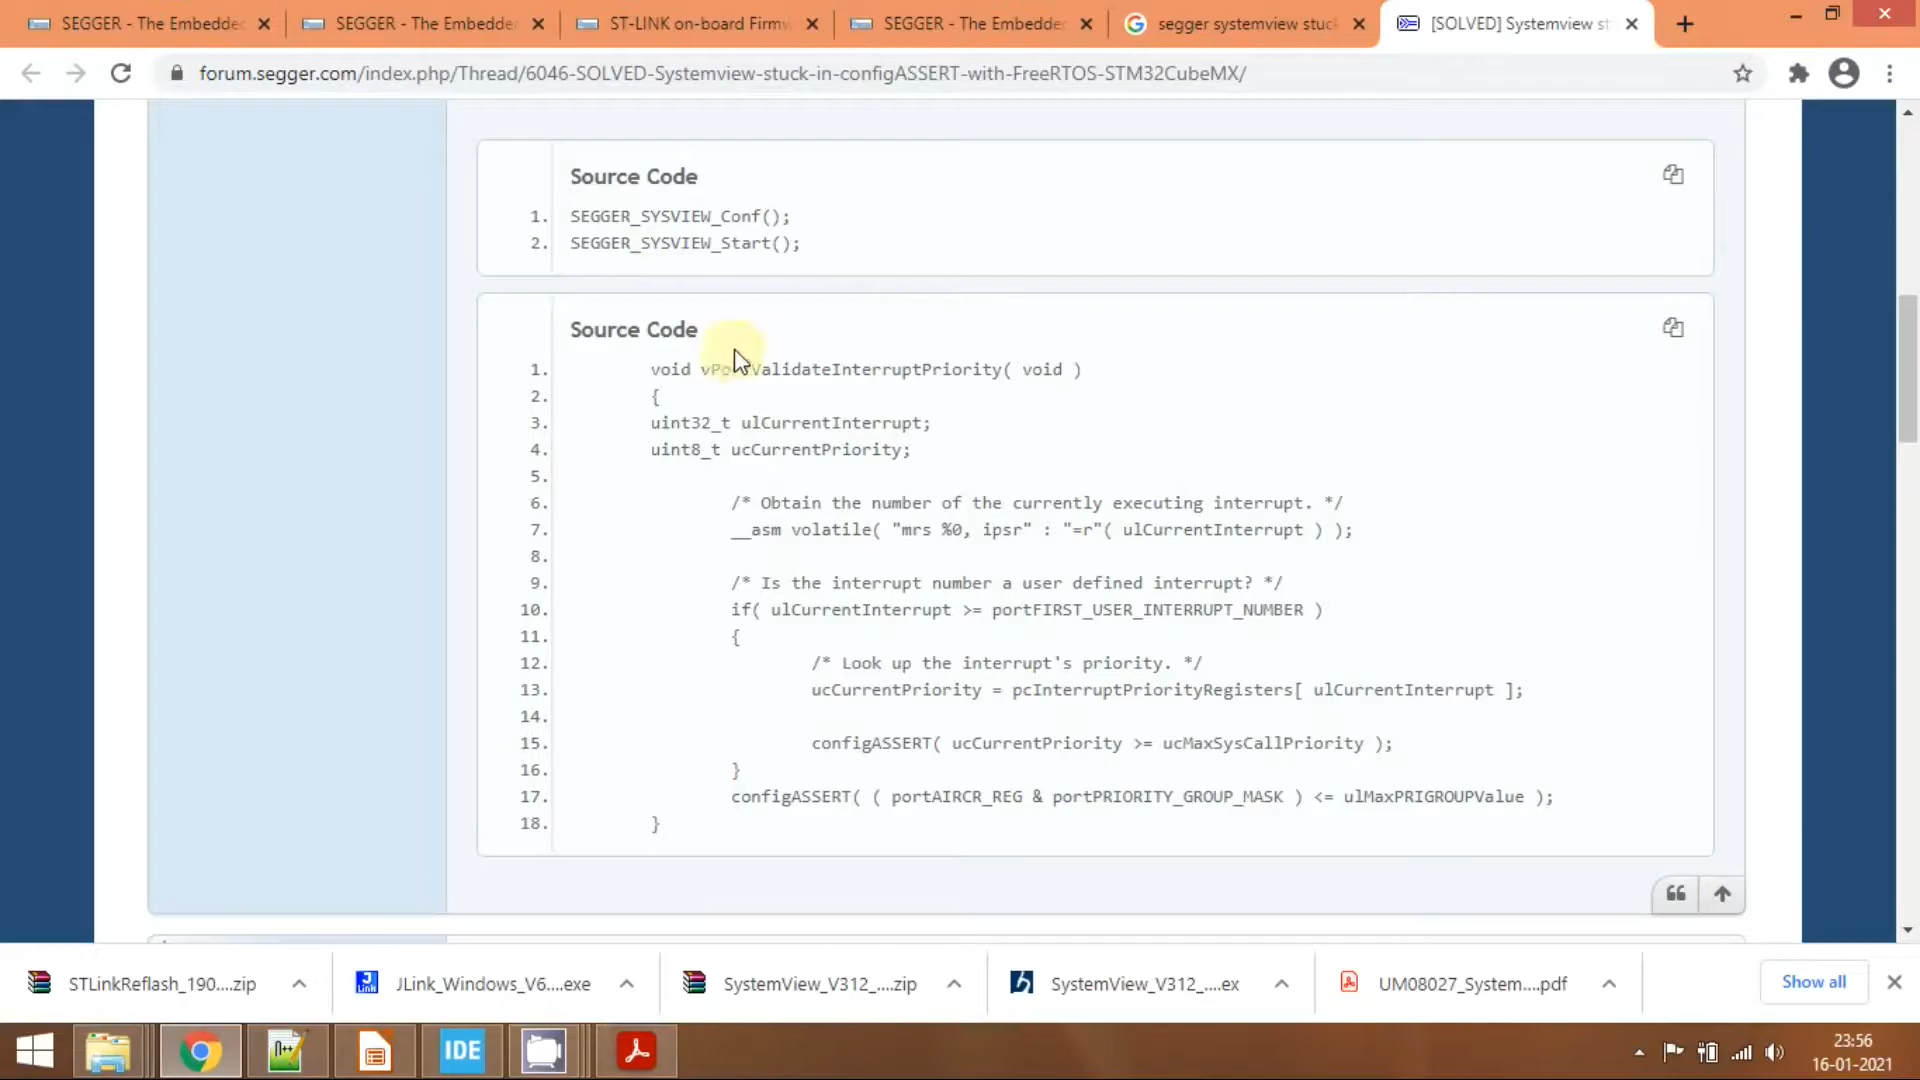 SEGGER - The Embedded
SEGGER - The Embedde
ST-LINK on-board Firmw
SEGGER - The Embedded
segger systemview stuck
[SOLVED] Systemview st
forum.segger.com/index.php/Thread/6046-SOLVED-Systemview-stuck-in-configASSERT-with-FreeRTOS-STM32CubeMX/
Source Code
1. SEGGER_SYSVIEW_Conf();
2. SEGGER_SYSVIEW_Start();
Source Code
1. void vPortValidateInterruptPriority( void )
2. {
3. uint32_t ulCurrentInterrupt;
4. uint8_t ucCurrentPriority;
5.
6. /* Obtain the number of the currently executing interrupt. */
7. __asm volatile( "mrs %0, ipsr" : "=r"( ulCurrentInterrupt ) );
8.
9. /* Is the interrupt number a user defined interrupt? */
10. if( ulCurrentInterrupt >= portFIRST_USER_INTERRUPT_NUMBER )
11. {
12. /* Look up the interrupt's priority. */
13. ucCurrentPriority = pcInterruptPriorityRegisters[ ulCurrentInterrupt ];
14.
15. configASSERT( ucCurrentPriority >= ucMaxSysCallPriority );
16. }
17. configASSERT( ( portAIRCR_REG & portPRIORITY_GROUP_MASK ) <= ulMaxPRIGROUPValue );
18. }
STLinkReflash_190....zip
JLink_Windows_V6....exe
SystemView_V312_....zip
SystemView_V312_....ex
UM08027_System....pdf
Show all
IDE
23:56
16-01-2021